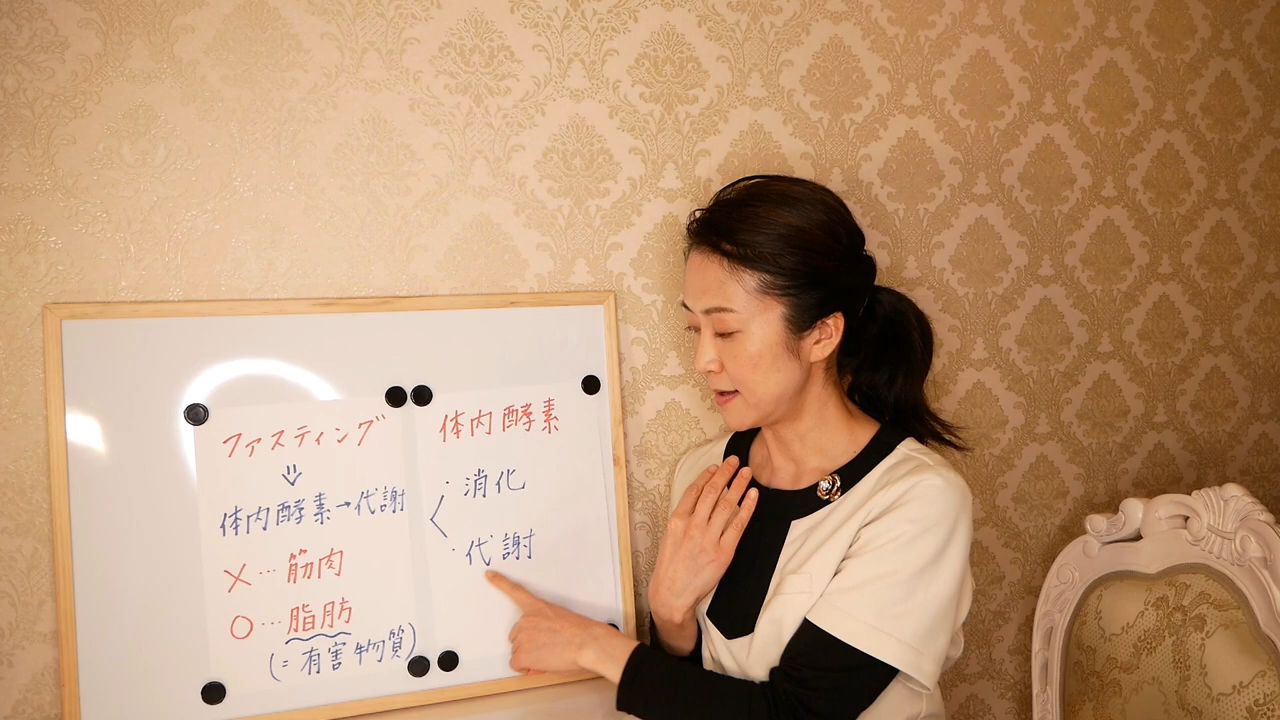 ファスティング
⇓
体内酵素→代謝
×…筋肉
○…脂肪
(=有害物質)
体内酵素
・消化
・代謝